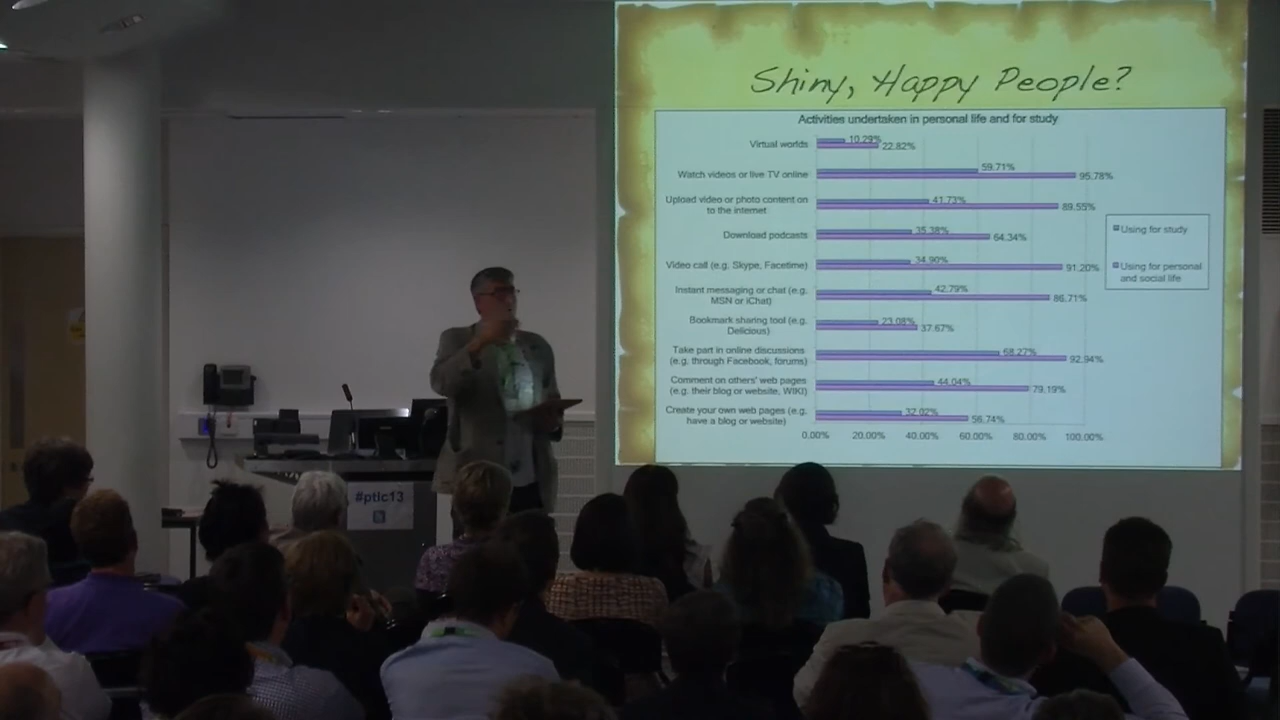 Shiny, Happy People?
Activities undertaken in personal life and for study
Virtual worlds
10.29%
22.82%
Watch videos or live TV online
59.71%
95.78%
Upload video or photo content on
to the internet
41.73%
89.55%
Download podcasts
35.38%
64.34%
Video call (e.g. Skype, Facetime)
34.90%
91.20%
Instant messaging or chat (e.g.
MSN or iChat)
42.79%
86.71%
Bookmark sharing tool (e.g.
Delicious)
23.08%
37.67%
Take part in online discussions
(e.g. through Facebook, forums)
68.27%
92.94%
Comment on others' web pages
(e.g. their blog or website, WIKI)
44.04%
79.19%
Create your own web pages (e.g.
have a blog or website)
32.02%
56.74%
0.00% 20.00% 40.00% 60.00% 80.00% 100.00%
Using for study
Using for personal
and social life
#ptlc13